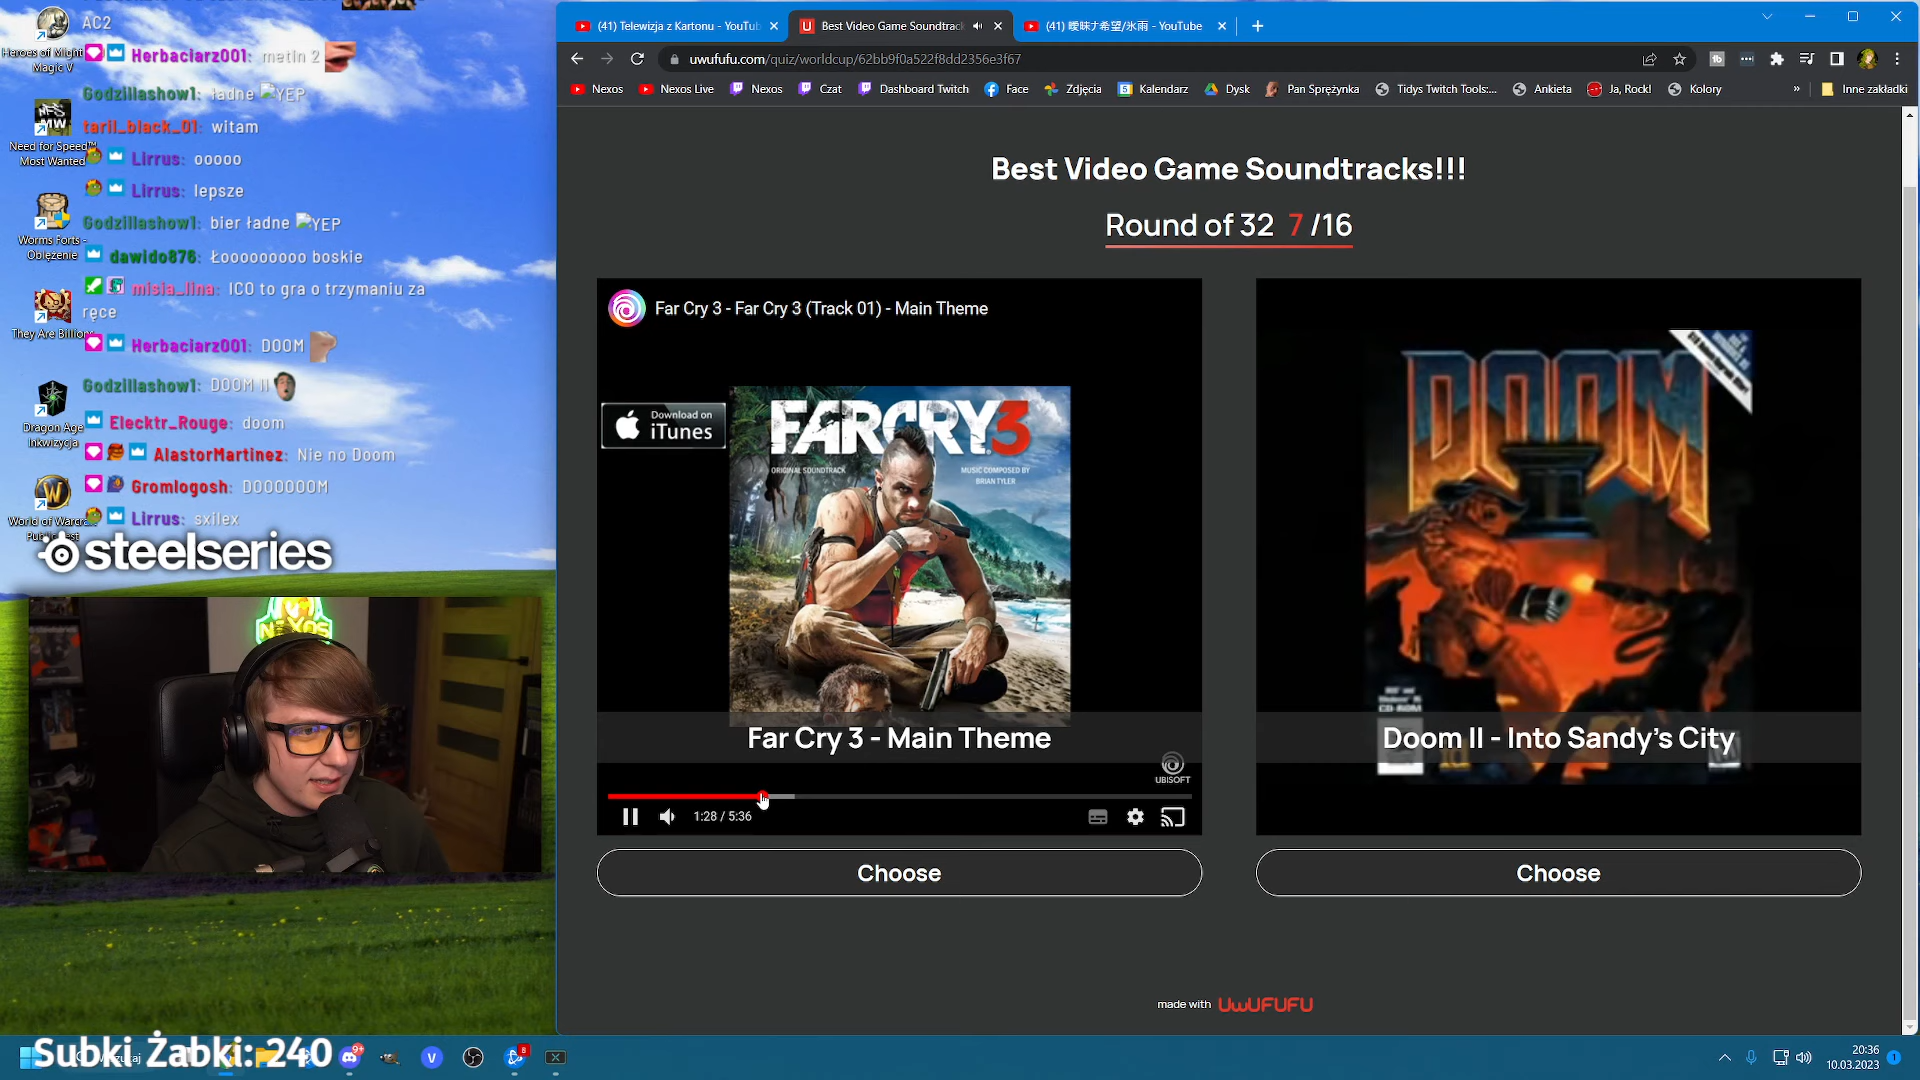 AC2
Heroes of Might
Magic V
Herbaciarz001: metin 2
Godzillashow1: ładne YEP
taril_black_01: witam
Need for Speed™
Most Wanted
Lirrus: ooooo
Lirrus: lepsze
Godzillashow1: bier ładne YEP
Worms Forts -
Oblężenie
dawido876: Łoooooooooo boskie
misia_lina: ICO to gra o trzymaniu za
ręce
They Are Billions
Herbaciarz001: DOOM
Godzillashow1: DOOM II
Elecktr_Rouge: doom
Dragon Age
Inkwizycja
AlastorMartinez: Nie no Doom
Gromlogosh: DOOOOOOM
Lirrus: sxilex
World of Warcra
steelseries
NEXOS
Subki Żabki: 240
(41) Telewizja z Kartonu - YouTub
Best Video Game Soundtrack
(41) 曖昧ナ希望/氷雨 - YouTube
uwufufu.com/quiz/worldcup/62bb9f0a522f8dd2356e3f67
Nexos
Nexos Live
Nexos
Czat
Dashboard Twitch
Face
Zdjęcia
Kalendarz
Dysk
Pan Sprężynka
Tidys Twitch Tools:...
Ankieta
Ja, Rock!
Kolory
»
Inne zakładki
Best Video Game Soundtracks!!!
Round of 32 7 /16
Far Cry 3 - Far Cry 3 (Track 01) - Main Theme
Download on
iTunes
FARCRY3
ORIGINAL SOUNDTRACK
MUSIC COMPOSED BY
BRIAN TYLER
Far Cry 3 - Main Theme
UBISOFT
1:28 / 5:36
DOOM
II
Doom II - Into Sandy's City
Choose
Choose
made with UWUFUFU
20:36
10.03.2023